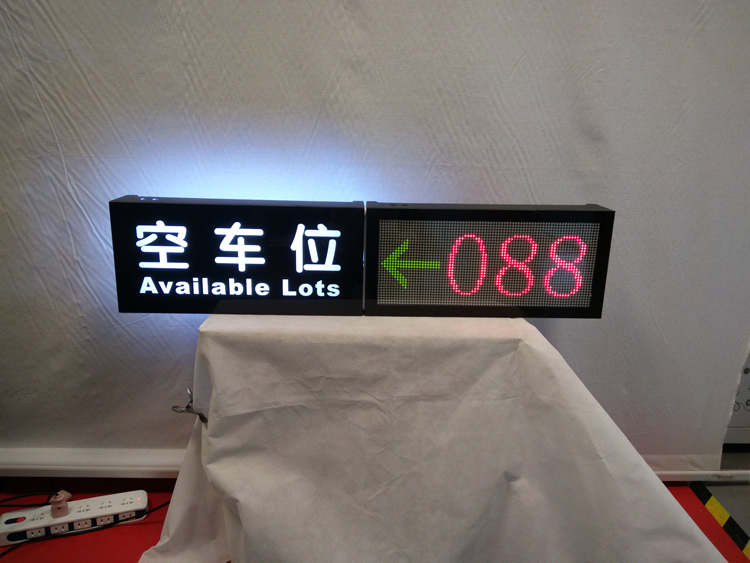 空车位
Available Lots
←088